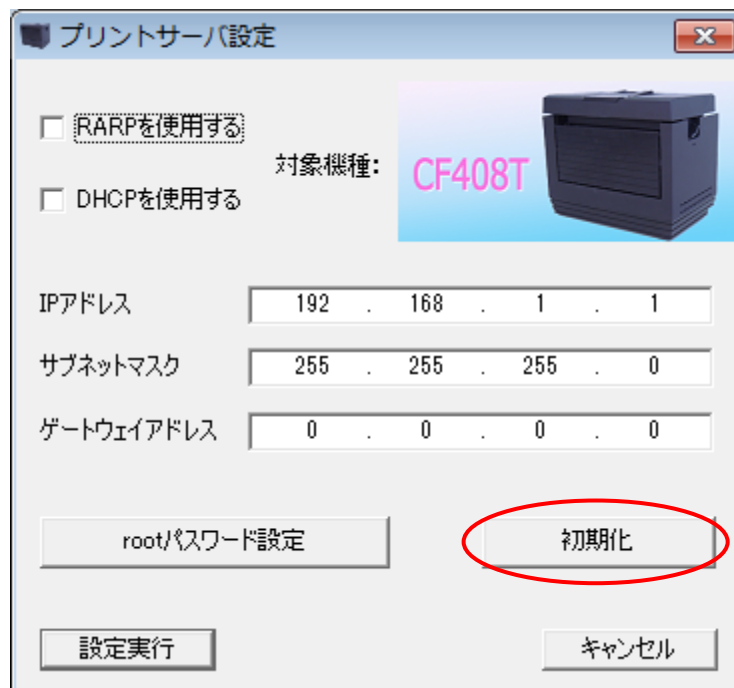 プリントサーバ設定
RARPを使用する
対象機種:
CF408T
DHCPを使用する
IPアドレス 192 . 168 . 1 . 1
サブネットマスク 255 . 255 . 255 . 0
ゲートウェイアドレス 0 . 0 . 0 . 0
rootパスワード設定 初期化
設定実行 キャンセル